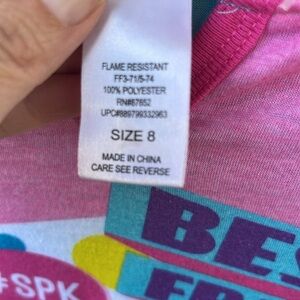 FLAME RESISTANT
FF3-71/5-74
100% POLYESTER
RN#67652
UPC#889799332963
SIZE 8
MADE IN CHINA
CARE SEE REVERSE
BES
#SPK